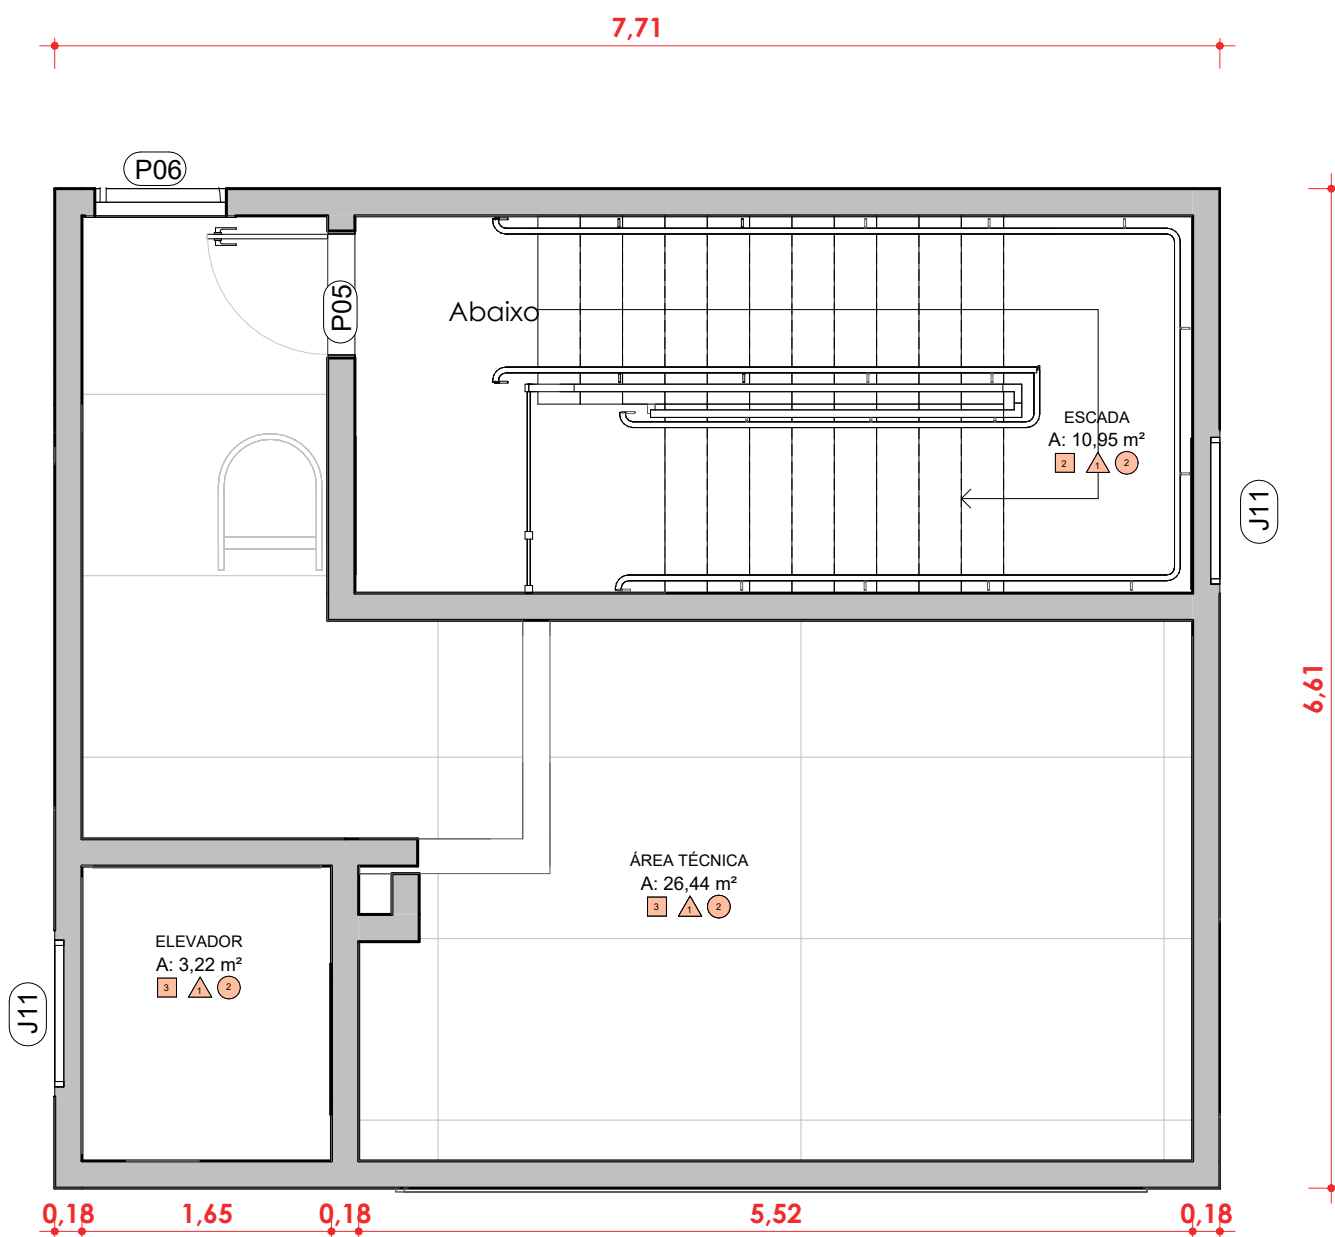 7,71
P06
P05
Abaixo
ESCADA
A: 10,95 m²
2 1 2
J11
6,61
ÁREA TÉCNICA
A: 26,44 m²
3 1 2
ELEVADOR
A: 3,22 m²
3 1 2
J11
0,18 1,65 0,18 5,52 0,18